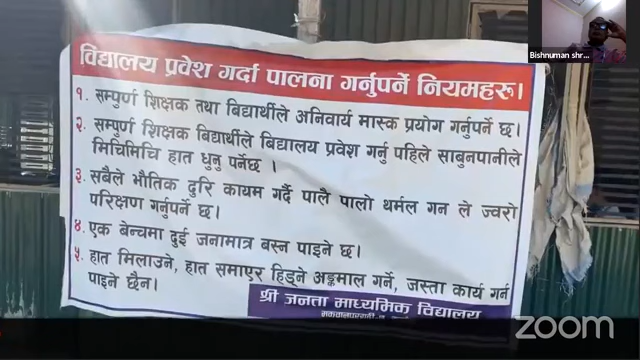 Bishnuman shr...
विद्यालय प्रवेश गर्दा पालना गर्नुपर्ने नियमहरू।
१. सम्पुर्ण शिक्षक तथा बिद्यार्थीले अनिवार्य मास्क प्रयोग गर्नुपर्ने छ।
२. सम्पुर्ण शिक्षक बिद्यार्थीले बिद्यालय प्रवेश गर्नु पहिले साबुनपानीले
मिचिमिचि हात धुनु पर्नेछ ।
३. सबैले भौतिक दुरि कायम गर्दै पालै पालो थर्मल गन ले ज्वरो
परिक्षण गर्नुपर्ने छ।
४. एक बेन्चमा दुई जनामात्र बस्न पाइने छ।
५. हात मिलाउने, हात समाएर हिड्ने अङ्कमाल गर्ने, जस्ता कार्य गर्न
पाइने छैन।
श्री जनता माध्यमिक विद्यालय
zoom